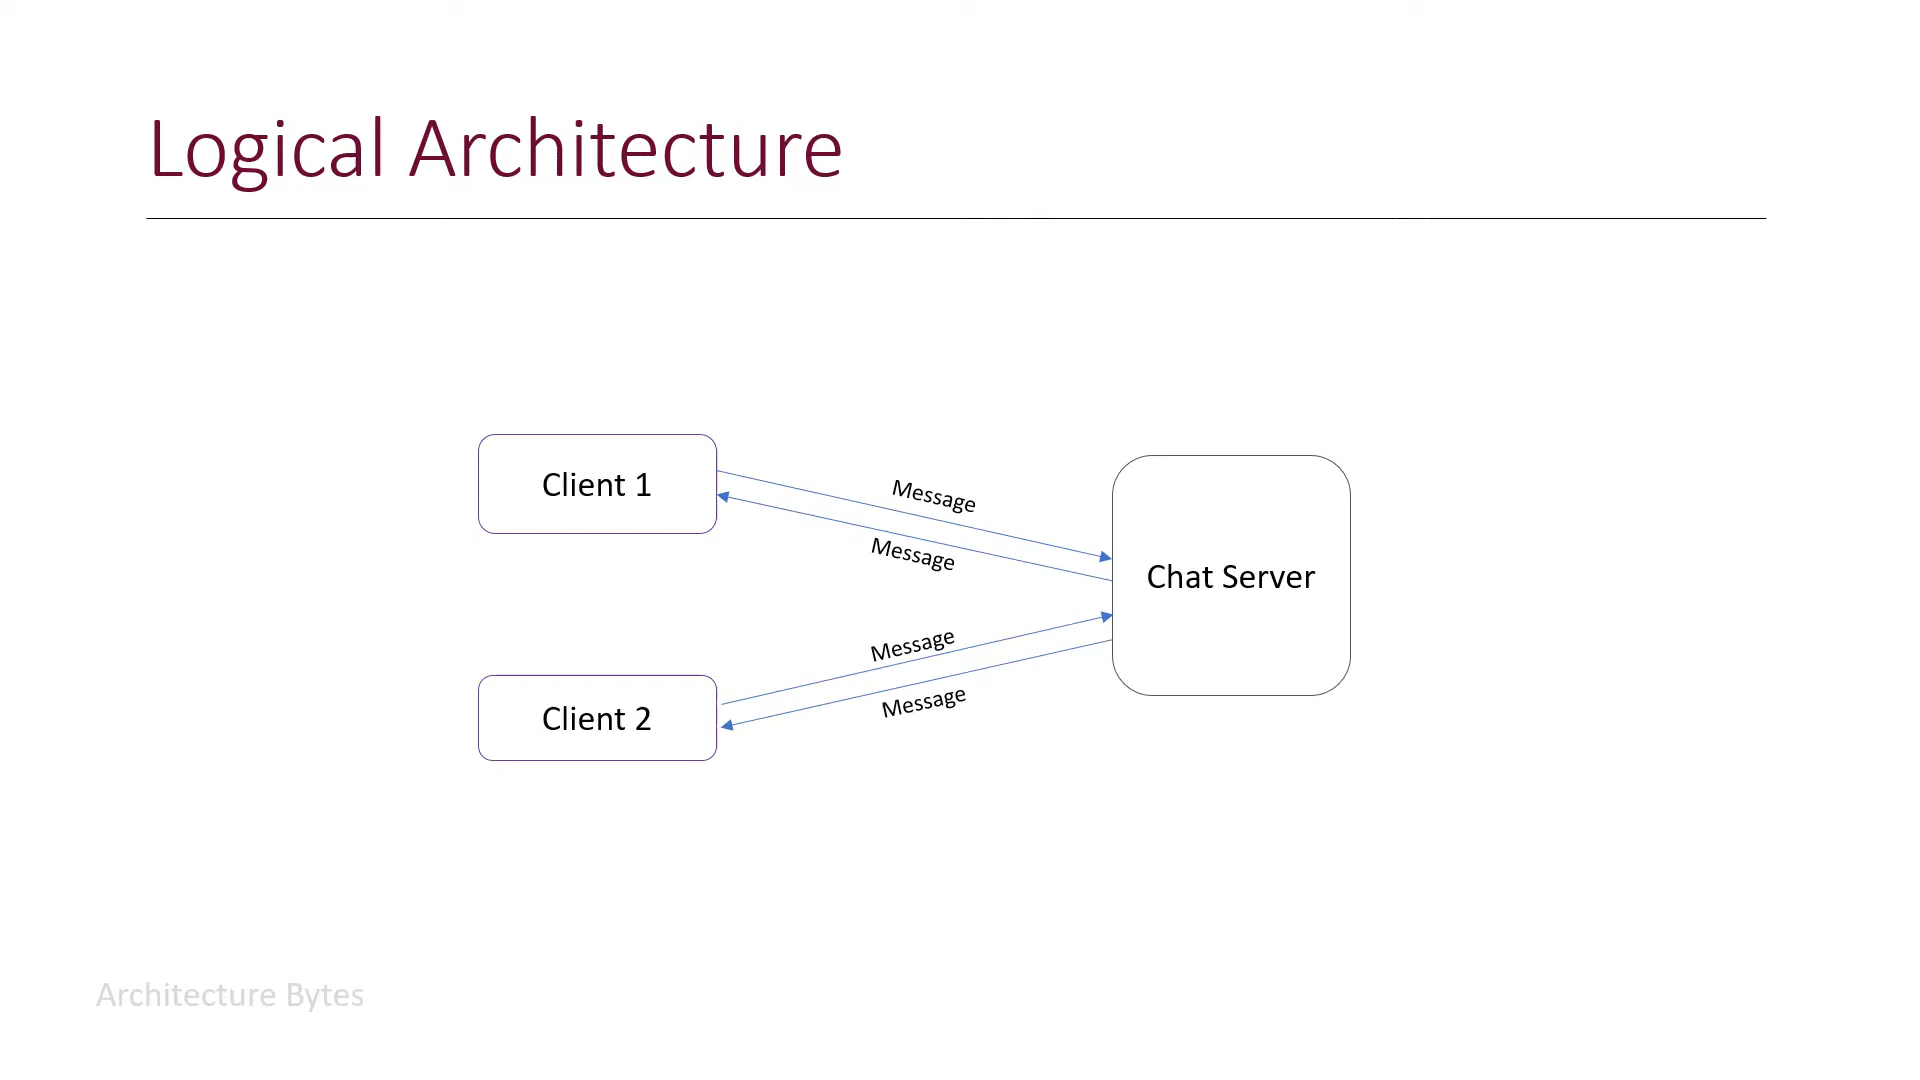 Logical Architecture
Client 1
Message
Message
Chat Server
Message
Message
Client 2
Architecture Bytes